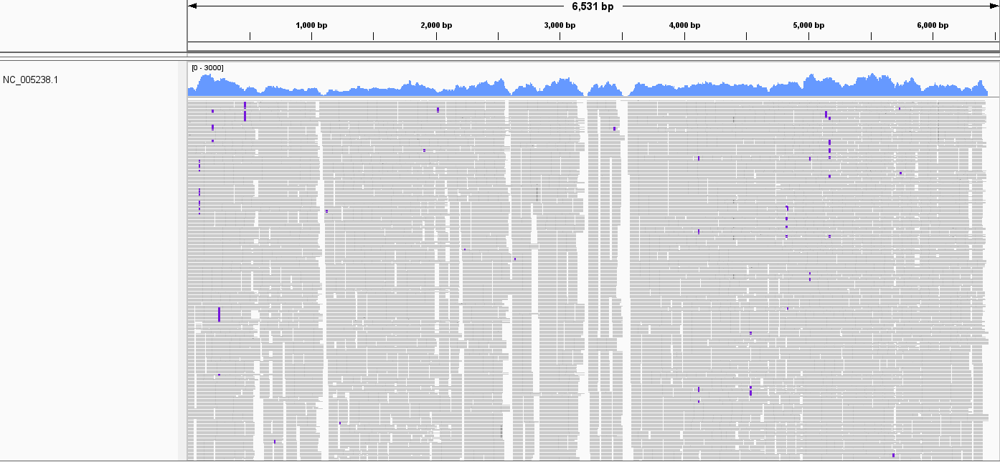 6,531 bp
1,000 bp 2,000 bp 3,000 bp 4,000 bp 5,000 bp 6,000 bp
[0 - 3000]
NC_005238.1